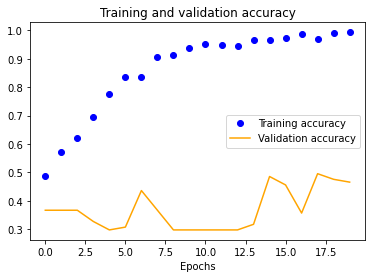 Training and validation accuracy
1.0
0.9
0.8
0.7
0.6
0.5
0.4
0.3
Training accuracy
Validation accuracy
0.0 2.5 5.0 7.5 10.0 12.5 15.0 17.5
Epochs